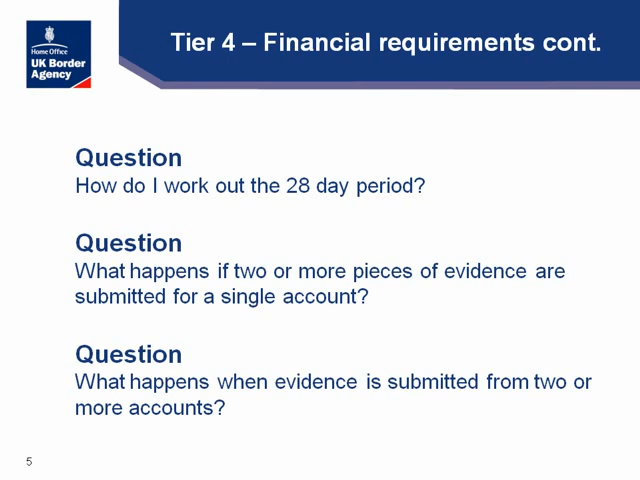 Home Office
UK Border
Agency
Tier 4 – Financial requirements cont.
Question
How do I work out the 28 day period?
Question
What happens if two or more pieces of evidence are
submitted for a single account?
Question
What happens when evidence is submitted from two or
more accounts?
5